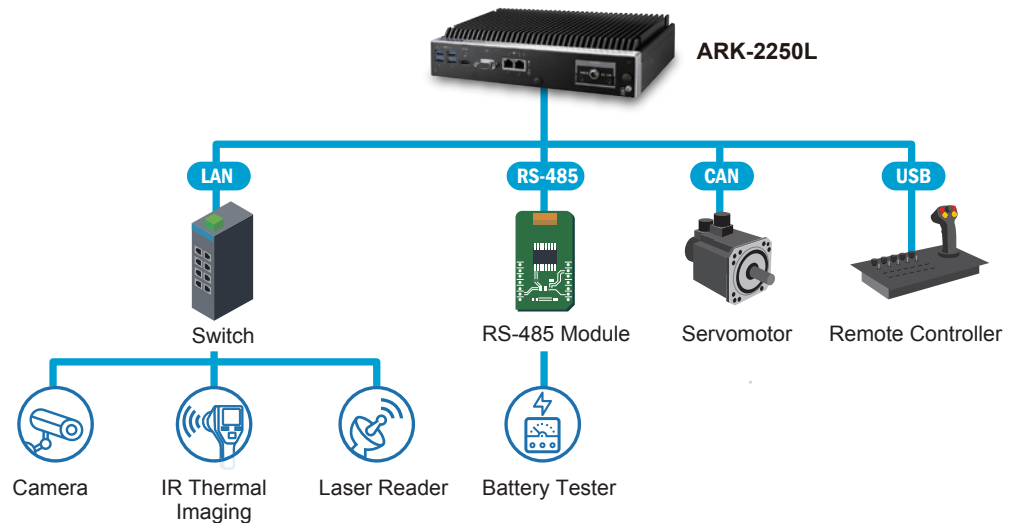 ARK-2250L
LAN
RS-485
CAN
USB
Switch
RS-485 Module
Servomotor
Remote Controller
Camera
IR Thermal
Imaging
Laser Reader
Battery Tester